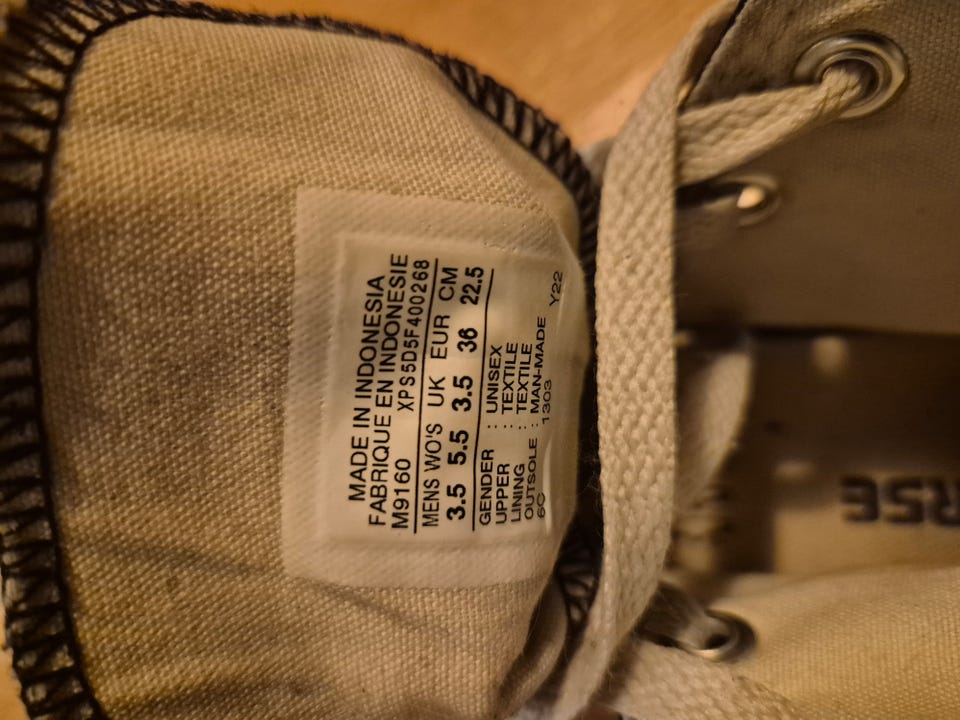 MADE IN INDONESIA
FABRIQUE EN INDONESIE
M9160 XPS5D5F400268
MENS WO'S UK EUR CM
3.5 5.5 3.5 36 22.5
GENDER : UNISEX
UPPER : TEXTILE
LINING : TEXTILE
OUTSOLE : MAN-MADE
6C 1303 Y22